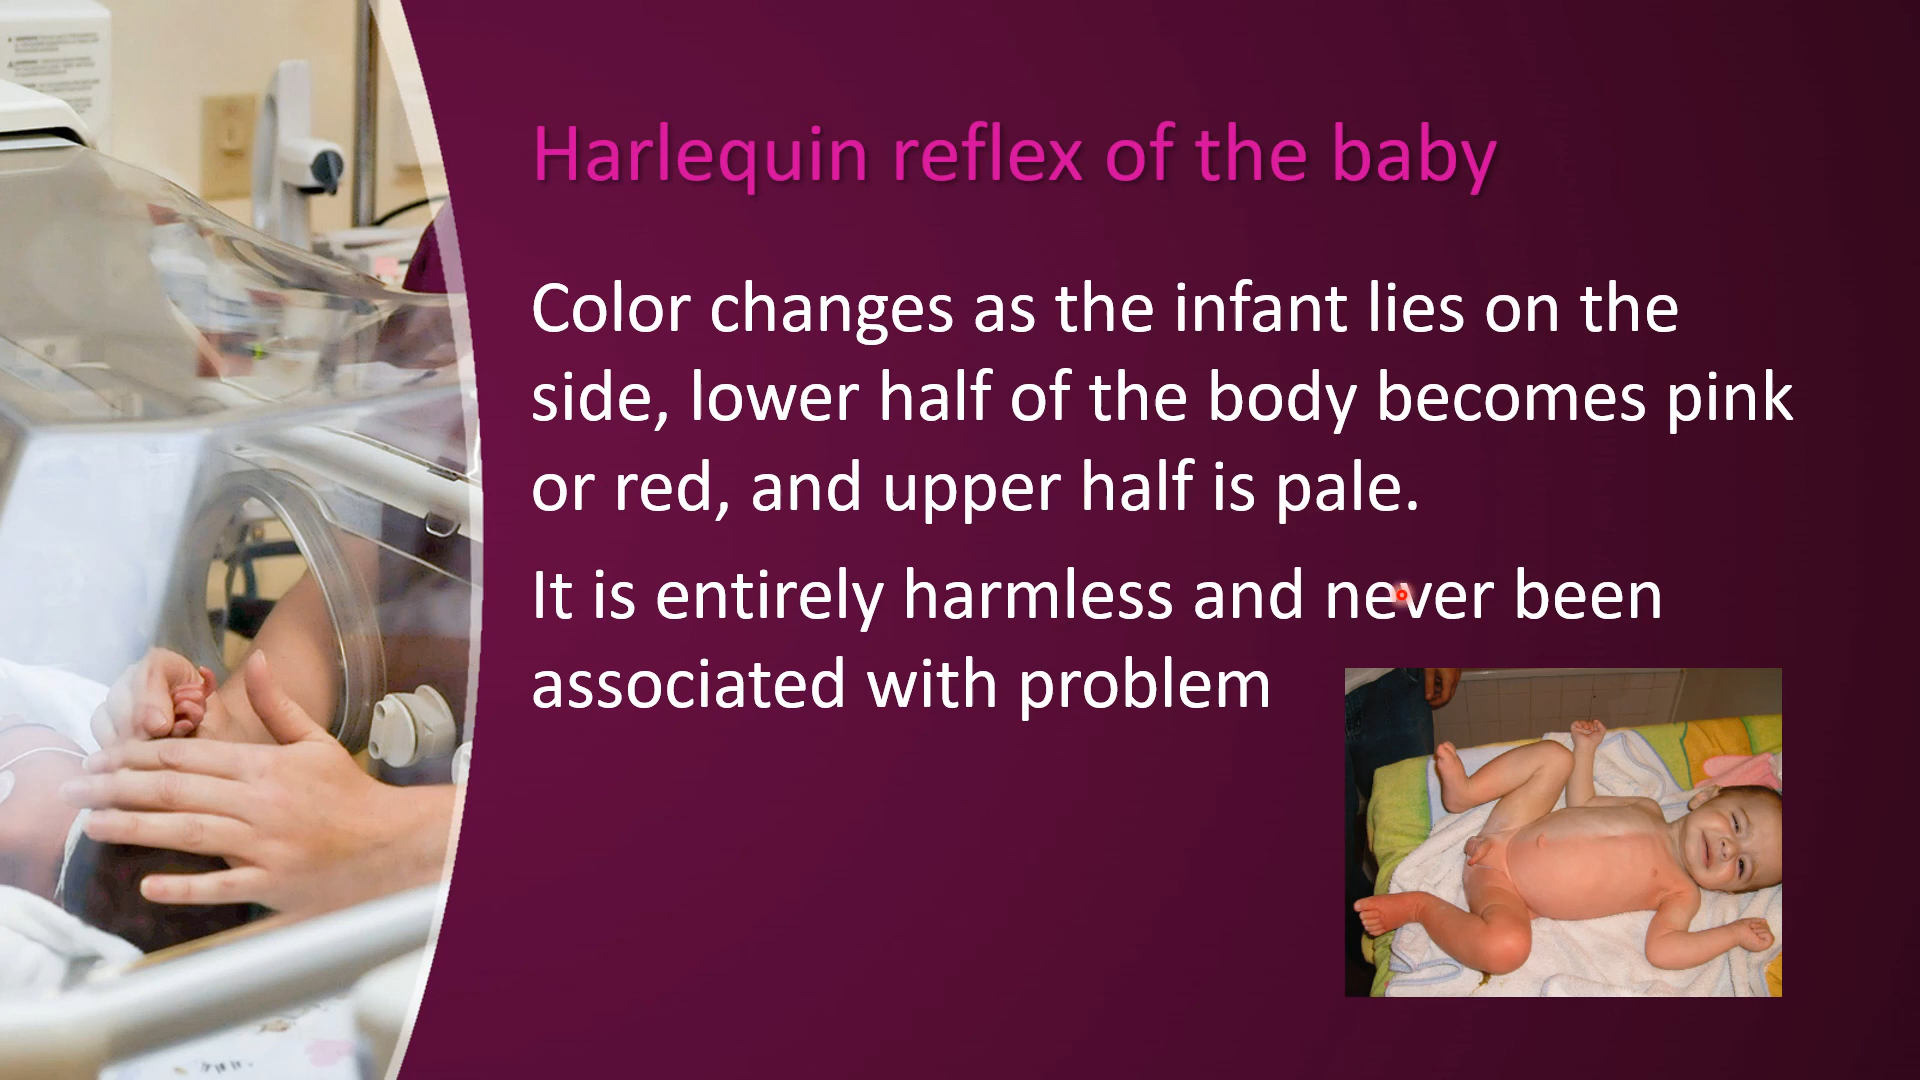 Harlequin reflex of the baby
Color changes as the infant lies on the
side, lower half of the body becomes pink
or red, and upper half is pale.
It is entirely harmless and never been
associated with problem